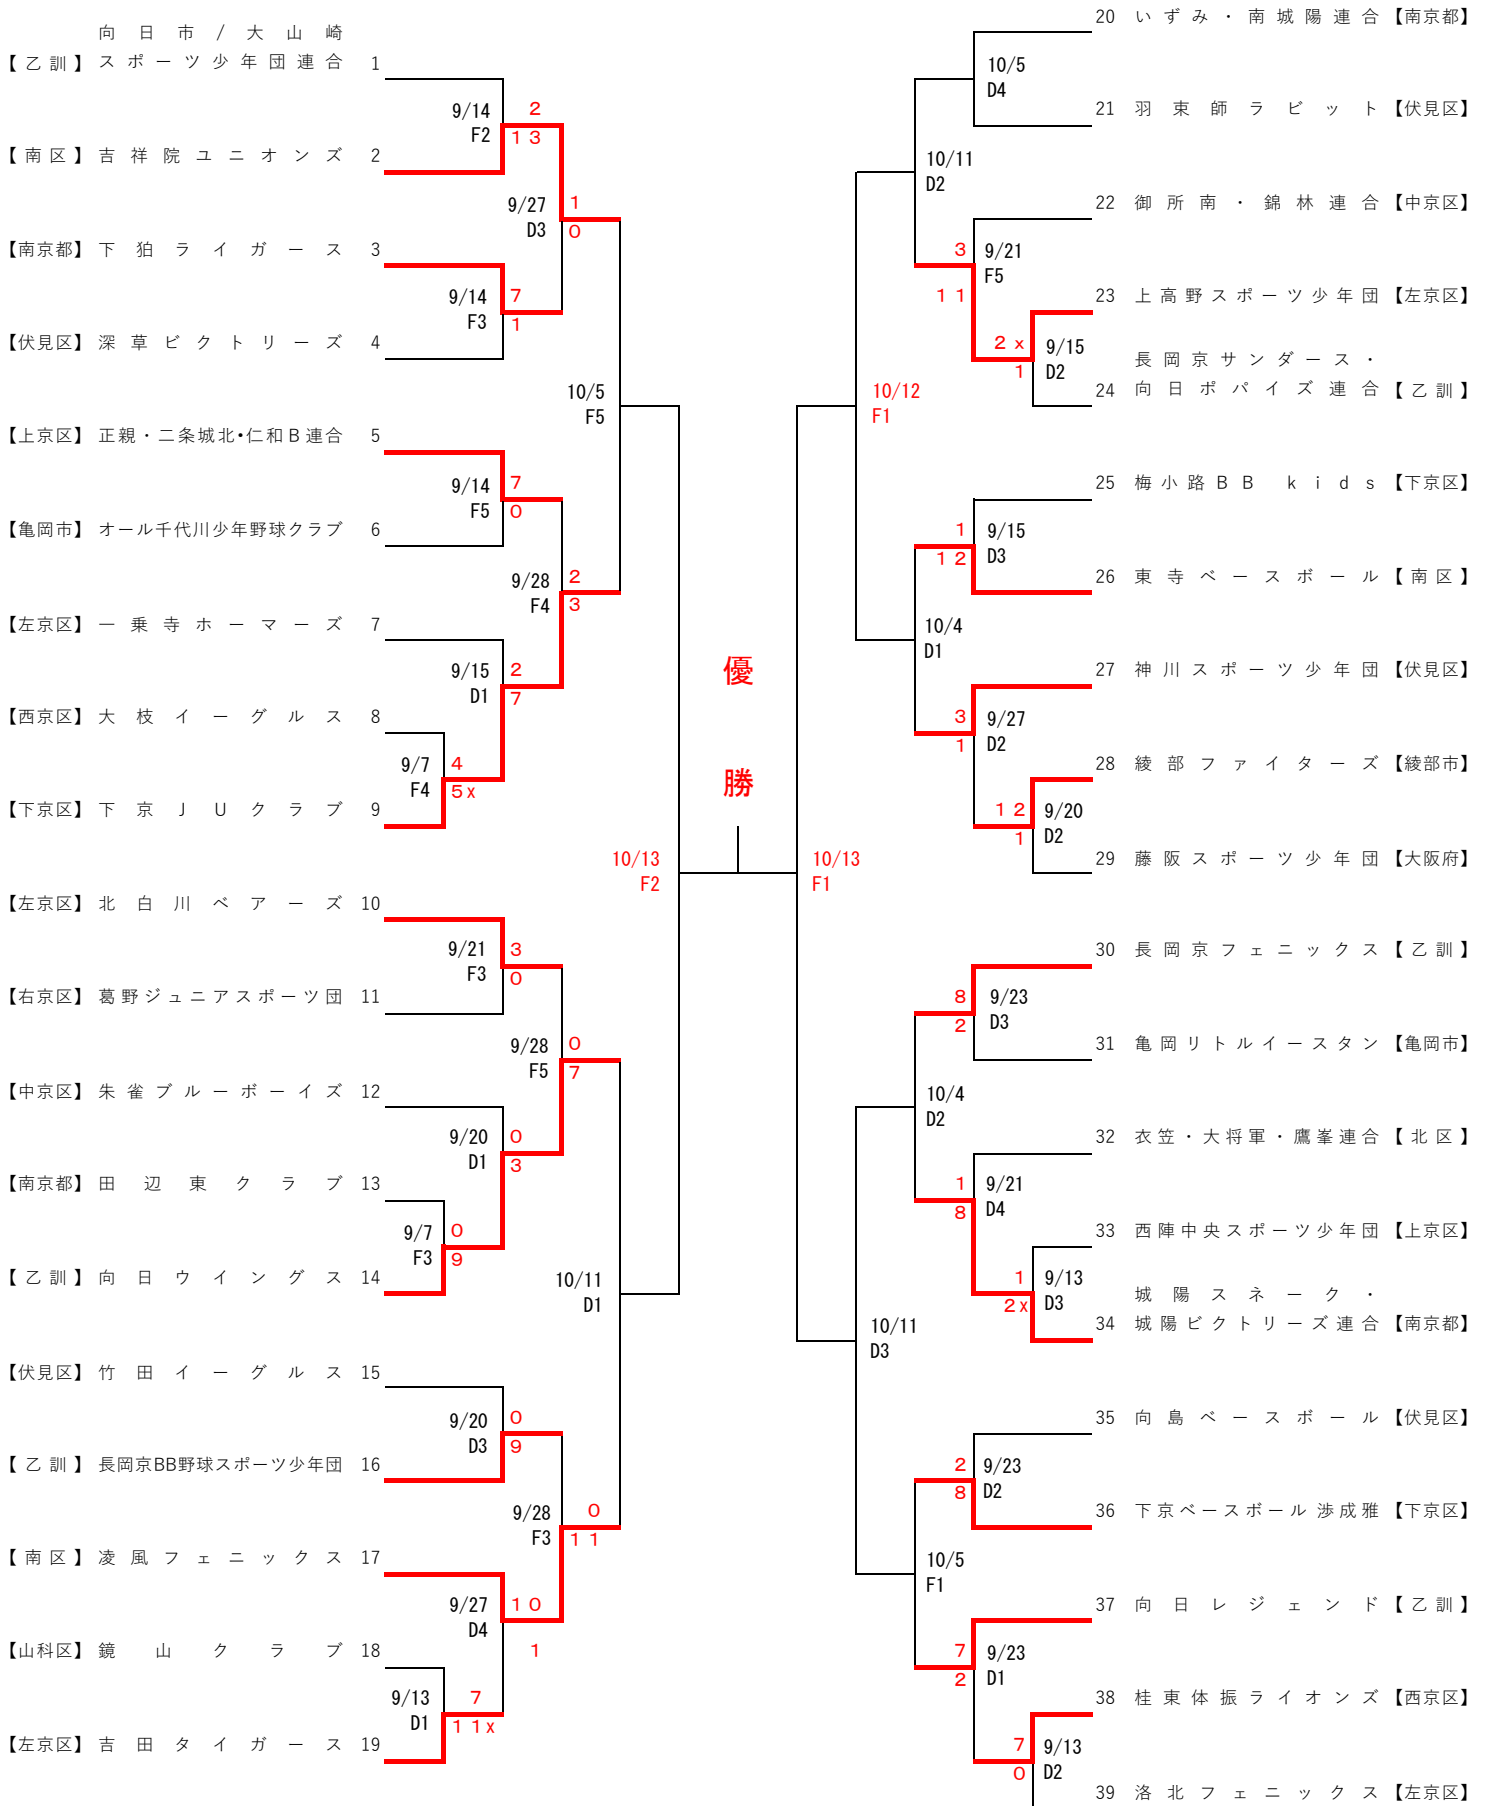 向日市/大山崎
【乙訓】スポーツ少年団連合 1
9/14
F2
2
13
【南区】吉祥院ユニオンズ 2
9/27
D3
1
0
【南京都】下狛ライガース 3
9/14
F3
7
1
【伏見区】深草ビクトリーズ 4
10/5
F5
【上京区】正親・二条城北•仁和Ｂ連合 5
9/14
F5
7
0
【亀岡市】オール千代川少年野球クラブ 6
9/28
F4
2
3
【左京区】一乗寺ホーマーズ 7
9/15
D1
2
7
【西京区】大枝イーグルス 8
9/7
F4
4
5x
【下京区】下京ＪＵクラブ 9
10/13
F2
【左京区】北白川ベアーズ 10
9/21
F3
3
0
【右京区】葛野ジュニアスポーツ団 11
9/28
F5
0
7
【中京区】朱雀ブルーボーイズ 12
9/20
D1
0
3
【南京都】田辺東クラブ 13
9/7
F3
0
9
【乙訓】向日ウイングス 14
10/11
D1
【伏見区】竹田イーグルス 15
9/20
D3
0
9
【乙訓】長岡京BB野球スポーツ少年団 16
9/28
F3
0
11
【南区】凌風フェニックス 17
9/27
D4
10
1
【山科区】鏡山クラブ 18
9/13
D1
7
11x
【左京区】吉田タイガース 19
優
勝
20 いずみ・南城陽連合【南京都】
10/5
D4
21 羽束師ラビット【伏見区】
10/11
D2
22 御所南・錦林連合【中京区】
3
11
9/21
F5
23 上高野スポーツ少年団【左京区】
2x
1
9/15
D2
長岡京サンダース・
24 向日ポパイズ連合【乙訓】
10/12
F1
25 梅小路ＢＢ ｋｉｄｓ【下京区】
1
12
9/15
D3
26 東寺ベースボール【南区】
10/4
D1
27 神川スポーツ少年団【伏見区】
3
1
9/27
D2
28 綾部ファイターズ【綾部市】
12
1
9/20
D2
29 藤阪スポーツ少年団【大阪府】
10/13
F1
30 長岡京フェニックス【乙訓】
8
2
9/23
D3
31 亀岡リトルイースタン【亀岡市】
10/4
D2
32 衣笠・大将軍・鷹峯連合【北区】
1
8
9/21
D4
33 西陣中央スポーツ少年団【上京区】
1
2x
9/13
D3
城陽スネーク・
34 城陽ビクトリーズ連合【南京都】
10/11
D3
35 向島ベースボール【伏見区】
2
8
9/23
D2
36 下京ベースボール渉成雅【下京区】
10/5
F1
37 向日レジェンド【乙訓】
7
2
9/23
D1
38 桂東体振ライオンズ【西京区】
7
0
9/13
D2
39 洛北フェニックス【左京区】